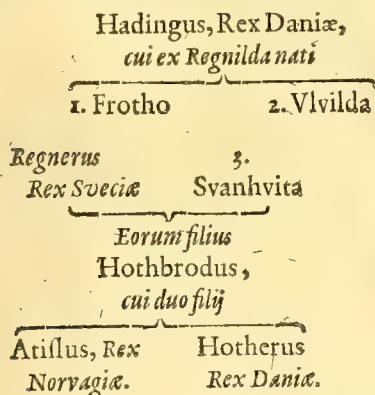 Hadingus, Rex Daniæ,
cui ex Regnilda nati
1. Frotho 2. Vlvilda
Regnerus 3.
Rex Sveciæ Svanhvita
Eorum filius
Hothbrodus,
cui duo filij
Atislus, Rex Hotherus
Norvagiæ. Rex Daniæ.